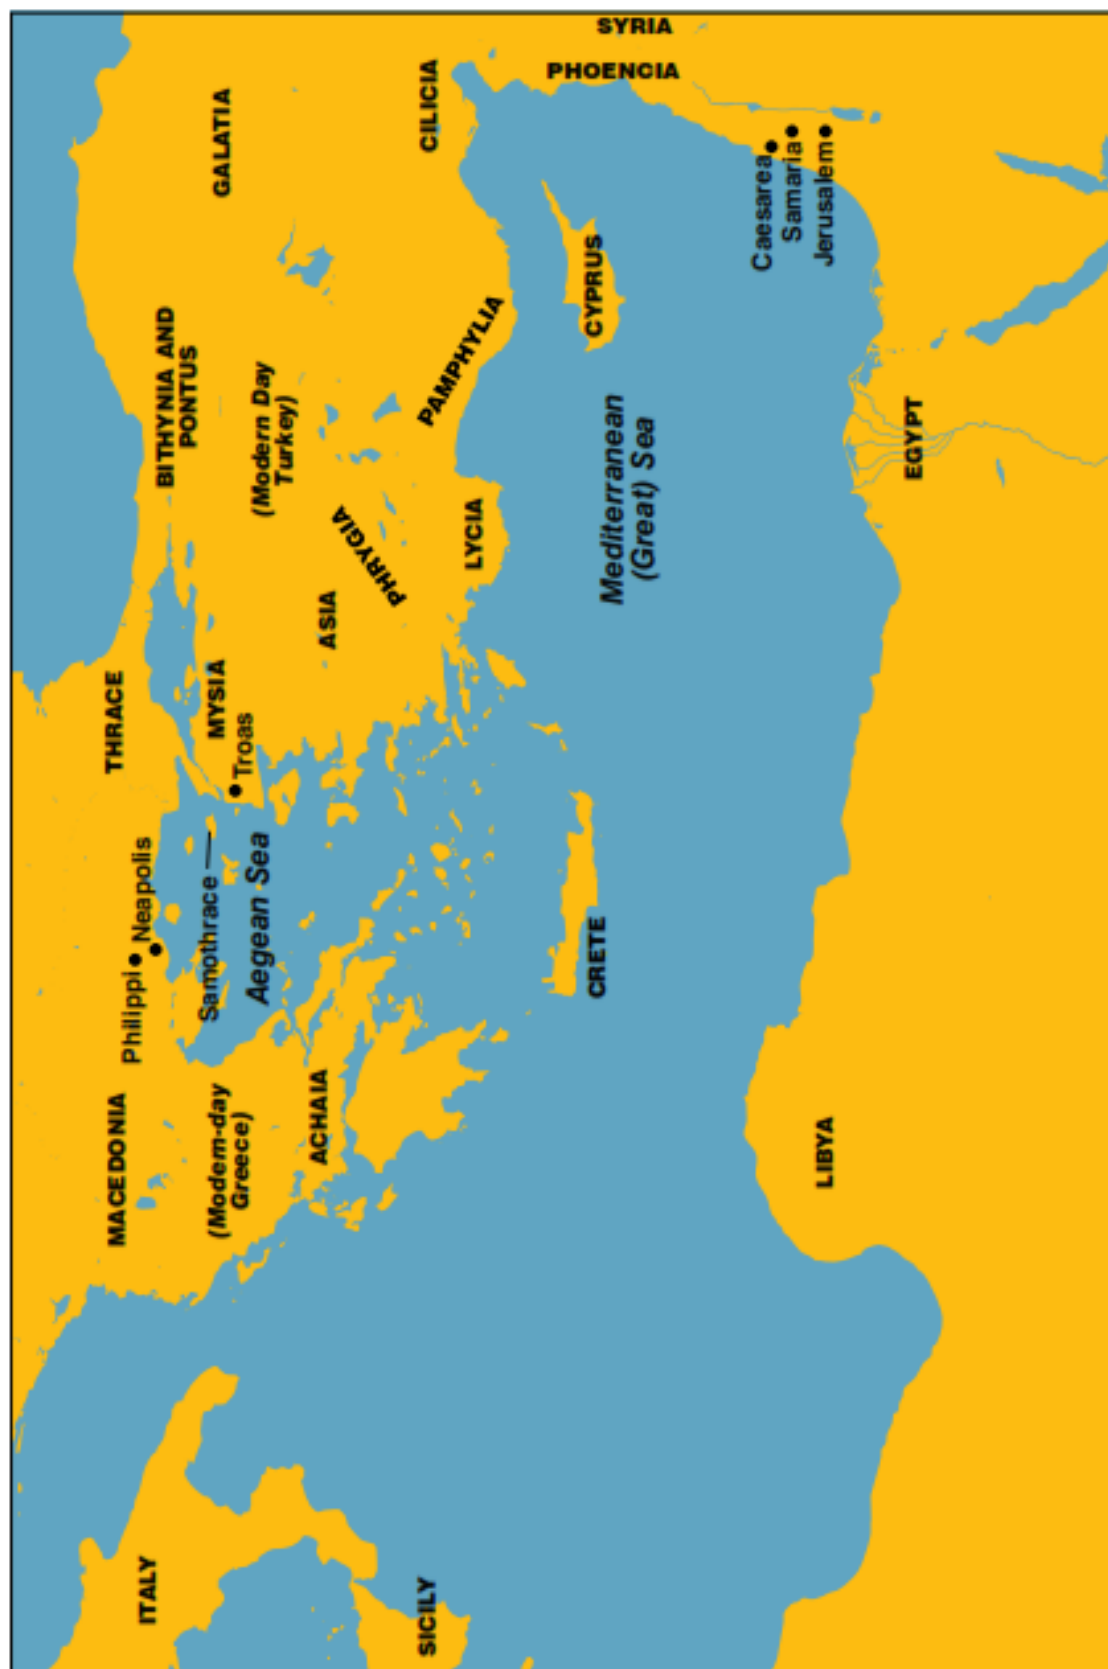 ITALY
SICILY
MACEDONIA
Philippi
Neapolis
THRACE
(Modern-day
Greece)
Samothrace
Aegean Sea
MYSIA
Troas
ACHAIA
ASIA
PHRYGIA
BITHYNIA AND
PONTUS
(Modern Day
Turkey)
GALATIA
LYCIA
PAMPHYLIA
CILICIA
CRETE
CYPRUS
SYRIA
PHOENCIA
Mediterranean
(Great) Sea
Caesarea
Samaria
Jerusalem
LIBYA
EGYPT